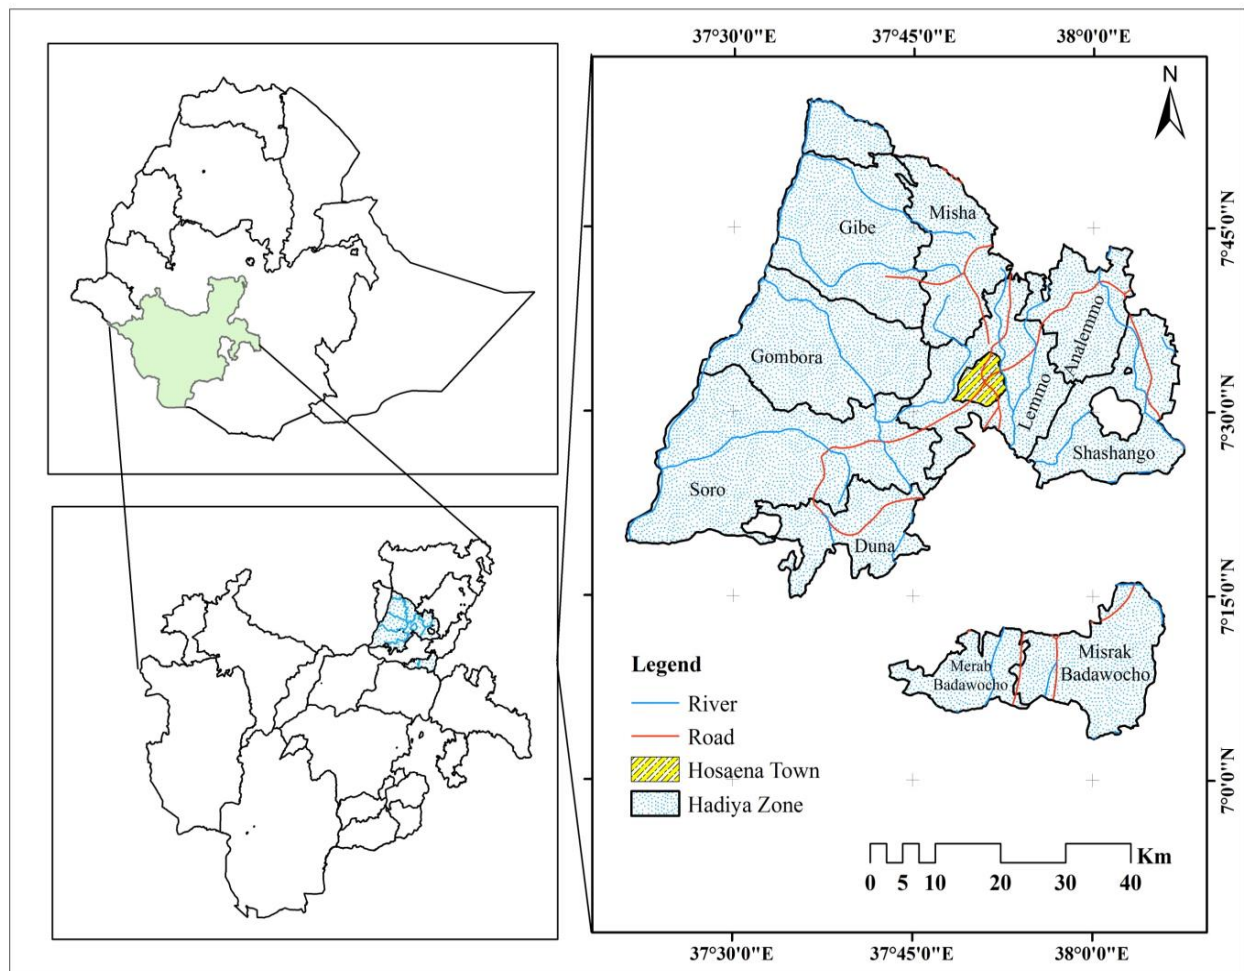 37°30'0"E
37°45'0"E
38°0'0"E
N
7°45'0"N
7°30'0"N
7°15'0"N
7°0'0"N
Misha
Gibe
Analemmo
Gombora
Lemmo
Shashango
Soro
Duna
Misrak
Badawocho
Merab
Badawocho
Legend
River
Road
Hosaena Town
Hadiya Zone
Km
0 5 10 20 30 40
37°30'0"E
37°45'0"E
38°0'0"E